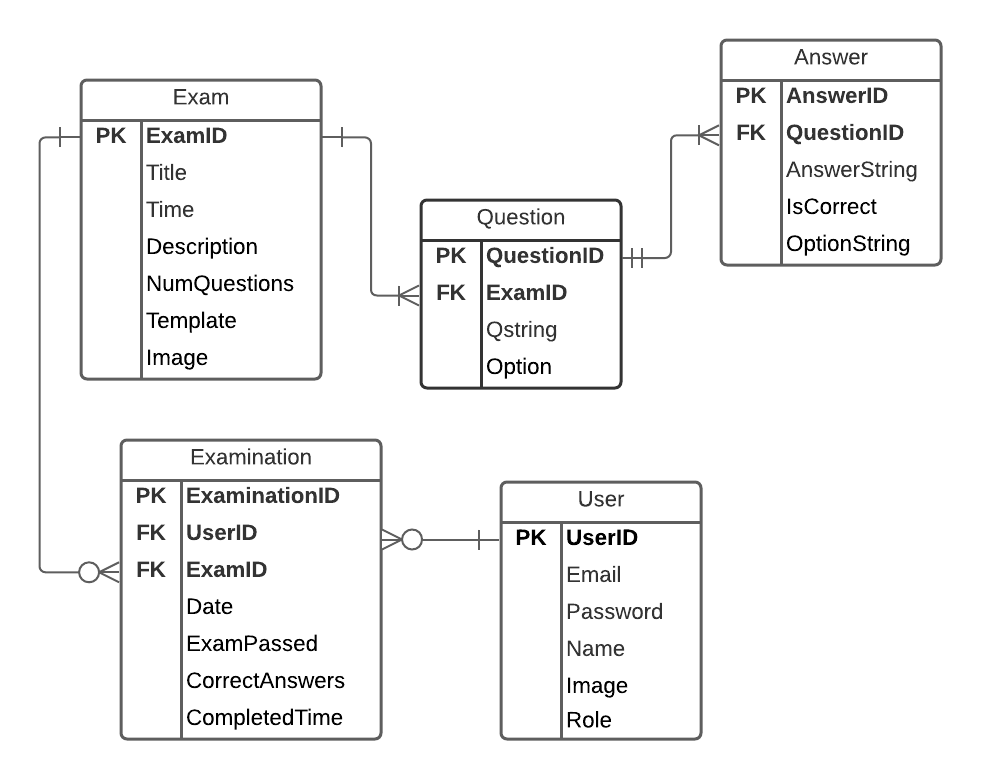 Exam
PK ExamID
Title
Time
Description
NumQuestions
Template
Image
Question
PK QuestionID
FK ExamID
Qstring
Option
Answer
PK AnswerID
FK QuestionID
AnswerString
IsCorrect
OptionString
Examination
PK ExaminationID
FK UserID
FK ExamID
Date
ExamPassed
CorrectAnswers
CompletedTime
User
PK UserID
Email
Password
Name
Image
Role